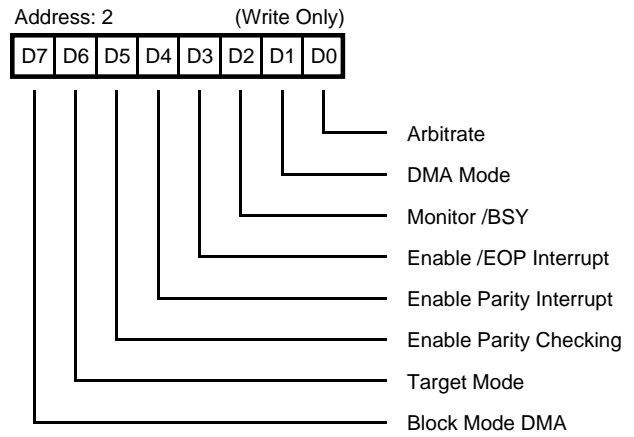 Address: 2 (Write Only)
D7 D6 D5 D4 D3 D2 D1 D0
Arbitrate
DMA Mode
Monitor /BSY
Enable /EOP Interrupt
Enable Parity Interrupt
Enable Parity Checking
Target Mode
Block Mode DMA